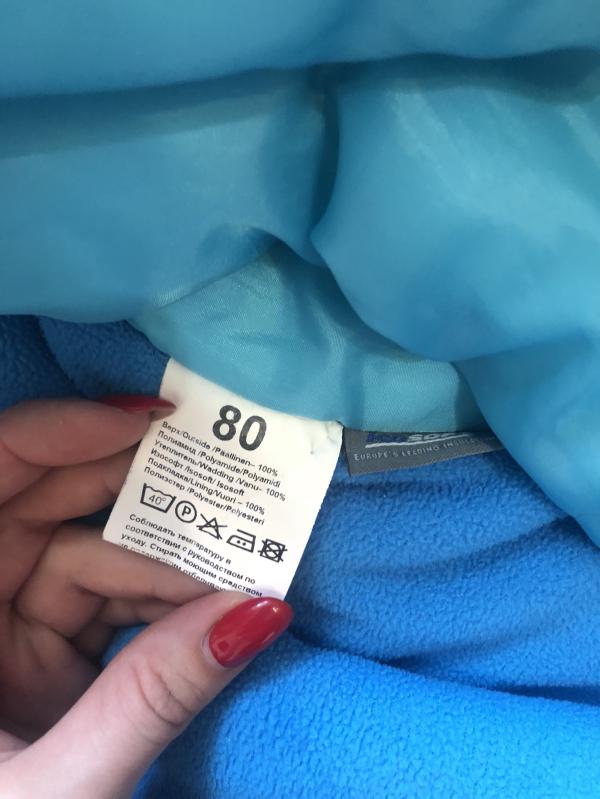 80
Верх/Outside /Päällinen– 100%
Полиамид /Polyamide/Polyamidi
Утеплитель/Wadding /Vanu– 100%
Изософт /Isosoft/ Isosoft
Подкладка/Lining/Vuori – 100%
Полиэстер /Polyester/Polyesteri
40° P
Соблюдать температуру в
соответствии с руководством по
уходу. Стирать моющим средством
EUROPE'S LEADING